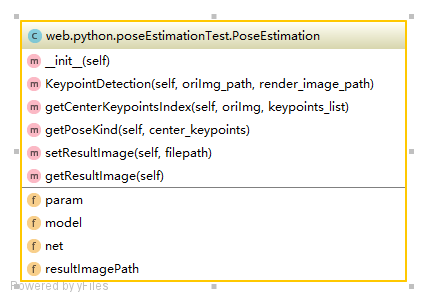 C web.python.poseEstimationTest.PoseEstimation
m __init__(self)
m KeypointDetection(self, oriImg_path, render_image_path)
m getCenterKeypointsIndex(self, oriImg, keypoints_list)
m getPoseKind(self, center_keypoints)
m setResultImage(self, filepath)
m getResultImage(self)
f param
f model
f net
f resultImagePath
Powered by yFiles